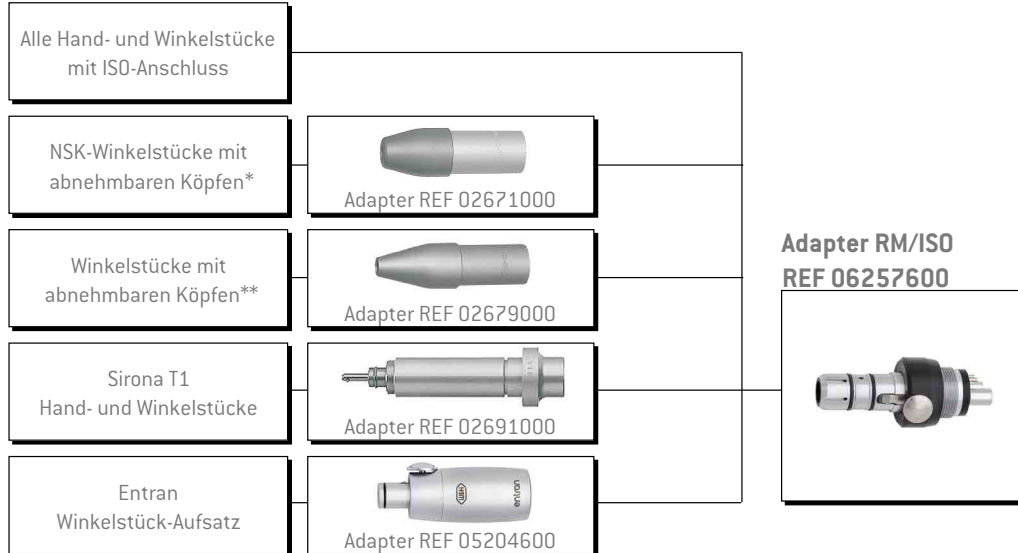 Alle Hand- und Winkelstücke
mit ISO-Anschluss
NSK-Winkelstücke mit
abnehmbaren Köpfen*
Adapter REF 02671000
Winkelstücke mit
abnehmbaren Köpfen**
Adapter REF 02679000
Sirona T1
Hand- und Winkelstücke
Adapter REF 02691000
Entran
Winkelstück-Aufsatz
entran
Adapter REF 05204600
Adapter RM/ISO
REF 06257600